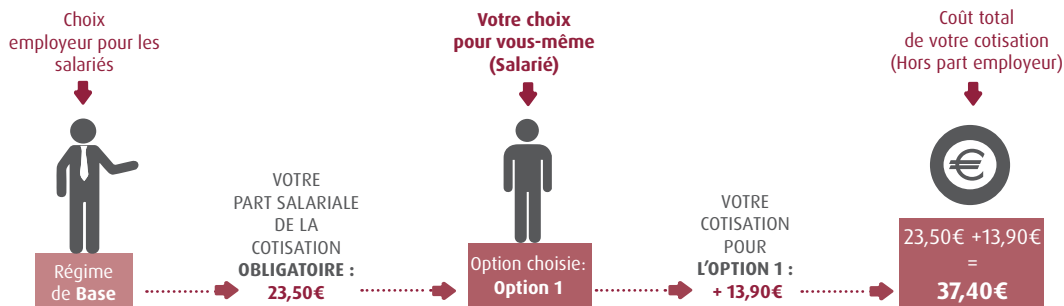 Choix
employeur pour les
salariés
Régime
de Base
VOTRE
PART SALARIALE
DE LA
COTISATION
OBLIGATOIRE :
23,50€
Votre choix
pour vous-même
(Salarié)
Option choisie:
Option 1
VOTRE
COTISATION
POUR
L'OPTION 1 :
+ 13,90€
Coût total
de votre cotisation
(Hors part employeur)
€
23,50€ +13,90€
=
37,40€